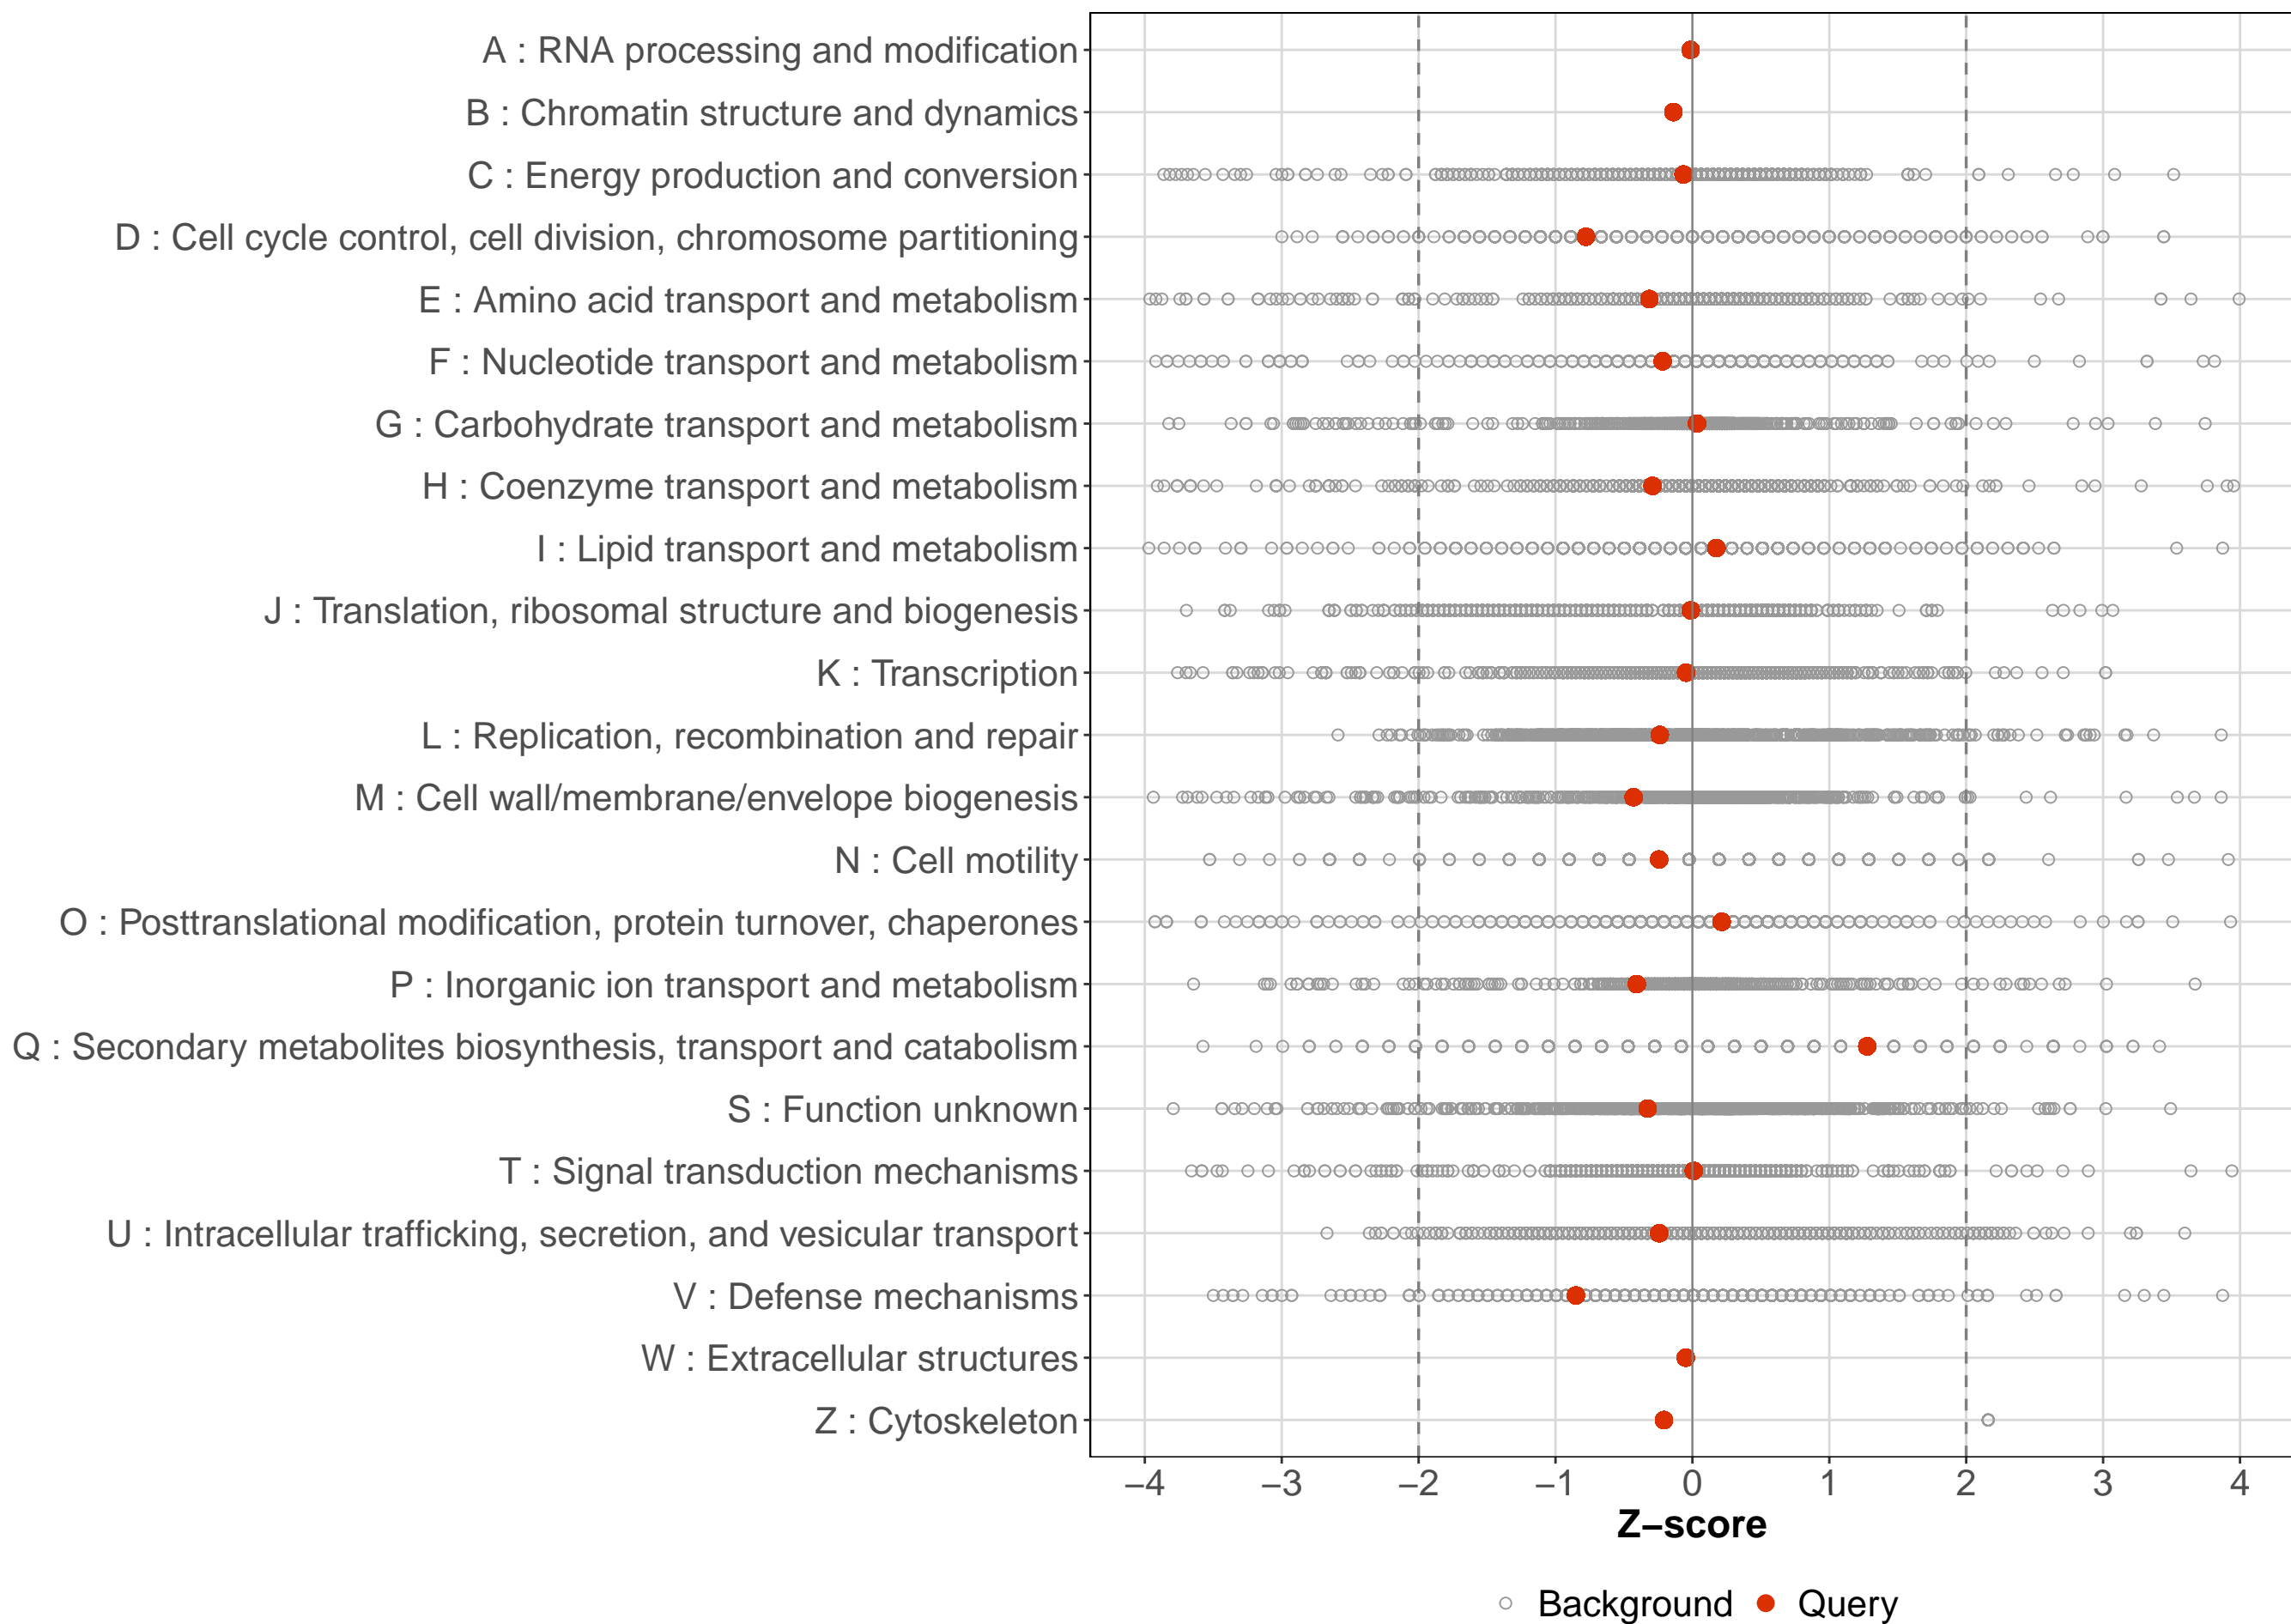 A : RNA processing and modification
B : Chromatin structure and dynamics
C : Energy production and conversion
D : Cell cycle control, cell division, chromosome partitioning
E : Amino acid transport and metabolism
F : Nucleotide transport and metabolism
G : Carbohydrate transport and metabolism
H : Coenzyme transport and metabolism
I : Lipid transport and metabolism
J : Translation, ribosomal structure and biogenesis
K : Transcription
L : Replication, recombination and repair
M : Cell wall/membrane/envelope biogenesis
N : Cell motility
O : Posttranslational modification, protein turnover, chaperones
P : Inorganic ion transport and metabolism
Q : Secondary metabolites biosynthesis, transport and catabolism
S : Function unknown
T : Signal transduction mechanisms
U : Intracellular trafficking, secretion, and vesicular transport
V : Defense mechanisms
W : Extracellular structures
Z : Cytoskeleton
−4 −3 −2 −1 0 1 2 3 4
Z−score
Background Query